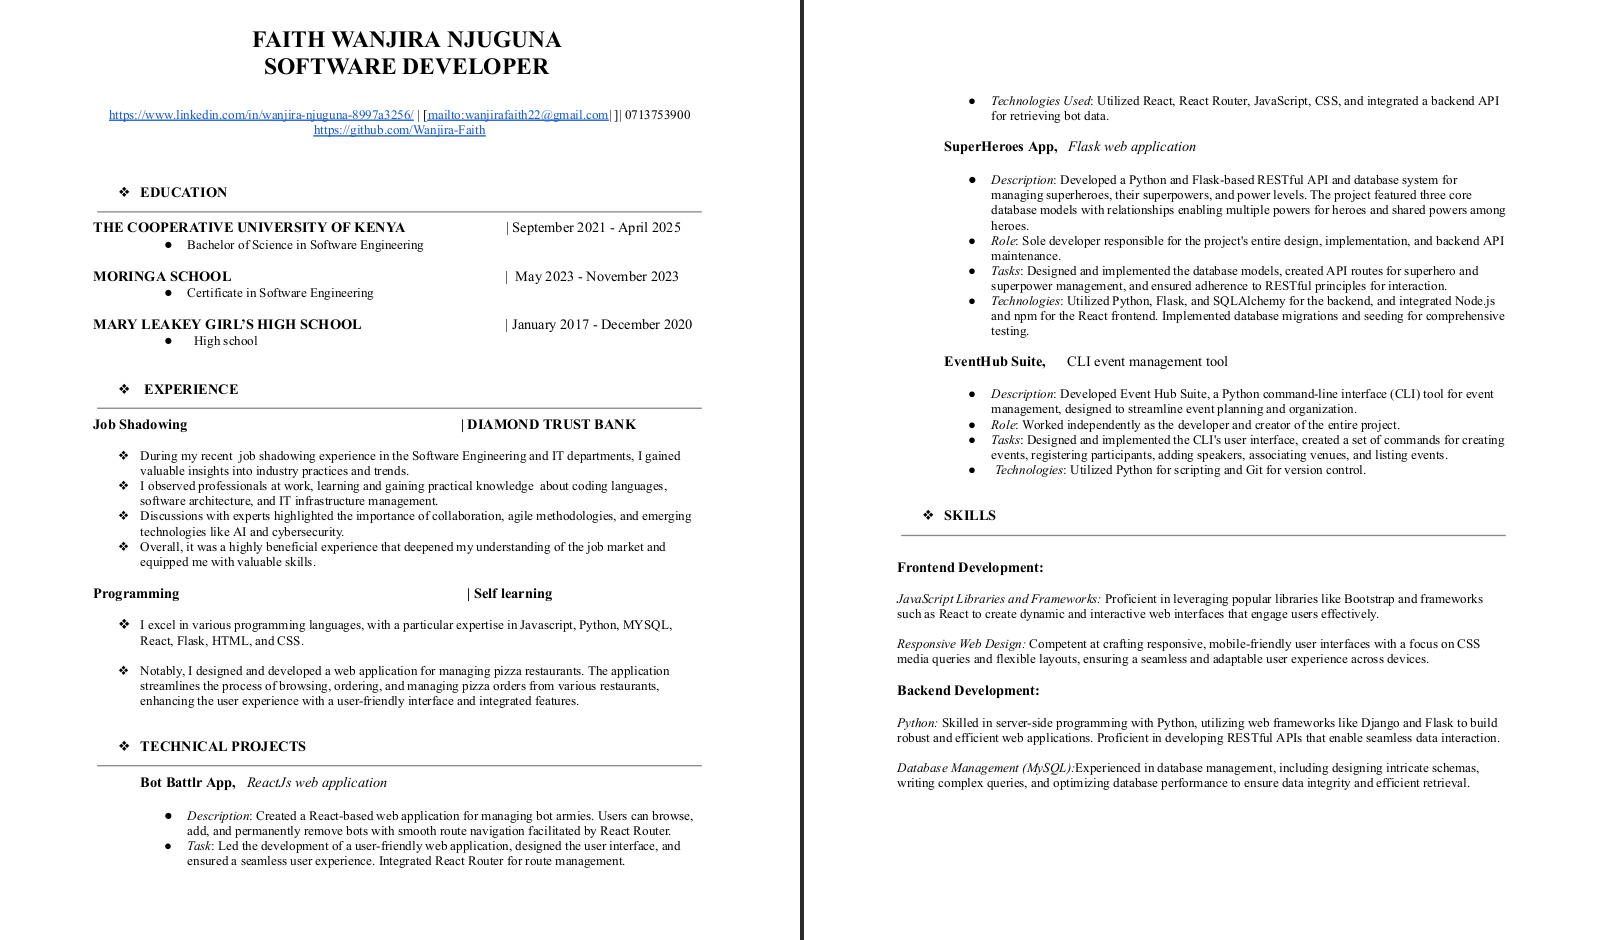 FAITH WANJIRA NJUGUNA
SOFTWARE DEVELOPER
https://www.linkedin.com/in/wanjira-njuguna-8997a3256/ | [mailto:wanjirafaith22@gmail.com| ]| 0713753900
https://github.com/Wanjira-Faith
❖ EDUCATION
THE COOPERATIVE UNIVERSITY OF KENYA | September 2021 - April 2025
● Bachelor of Science in Software Engineering
MORINGA SCHOOL | May 2023 - November 2023
● Certificate in Software Engineering
MARY LEAKEY GIRL’S HIGH SCHOOL | January 2017 - December 2020
● High school
❖ EXPERIENCE
Job Shadowing | DIAMOND TRUST BANK
❖ During my recent job shadowing experience in the Software Engineering and IT departments, I gained
valuable insights into industry practices and trends.
❖ I observed professionals at work, learning and gaining practical knowledge about coding languages,
software architecture, and IT infrastructure management.
❖ Discussions with experts highlighted the importance of collaboration, agile methodologies, and emerging
technologies like AI and cybersecurity.
❖ Overall, it was a highly beneficial experience that deepened my understanding of the job market and
equipped me with valuable skills.
Programming | Self learning
❖ I excel in various programming languages, with a particular expertise in Javascript, Python, MYSQL,
React, Flask, HTML, and CSS.
❖ Notably, I designed and developed a web application for managing pizza restaurants. The application
streamlines the process of browsing, ordering, and managing pizza orders from various restaurants,
enhancing the user experience with a user-friendly interface and integrated features.
❖ TECHNICAL PROJECTS
Bot Battlr App, ReactJs web application
● Description: Created a React-based web application for managing bot armies. Users can browse,
add, and permanently remove bots with smooth route navigation facilitated by React Router.
● Task: Led the development of a user-friendly web application, designed the user interface, and
ensured a seamless user experience. Integrated React Router for route management.
● Technologies Used: Utilized React, React Router, JavaScript, CSS, and integrated a backend API
for retrieving bot data.
SuperHeroes App, Flask web application
● Description: Developed a Python and Flask-based RESTful API and database system for
managing superheroes, their superpowers, and power levels. The project featured three core
database models with relationships enabling multiple powers for heroes and shared powers among
heroes.
● Role: Sole developer responsible for the project's entire design, implementation, and backend API
maintenance.
● Tasks: Designed and implemented the database models, created API routes for superhero and
superpower management, and ensured adherence to RESTful principles for interaction.
● Technologies: Utilized Python, Flask, and SQLAlchemy for the backend, and integrated Node.js
and npm for the React frontend. Implemented database migrations and seeding for comprehensive
testing.
EventHub Suite, CLI event management tool
● Description: Developed Event Hub Suite, a Python command-line interface (CLI) tool for event
management, designed to streamline event planning and organization.
● Role: Worked independently as the developer and creator of the entire project.
● Tasks: Designed and implemented the CLI's user interface, created a set of commands for creating
events, registering participants, adding speakers, associating venues, and listing events.
● Technologies: Utilized Python for scripting and Git for version control.
❖ SKILLS
Frontend Development:
JavaScript Libraries and Frameworks: Proficient in leveraging popular libraries like Bootstrap and frameworks
such as React to create dynamic and interactive web interfaces that engage users effectively.
Responsive Web Design: Competent at crafting responsive, mobile-friendly user interfaces with a focus on CSS
media queries and flexible layouts, ensuring a seamless and adaptable user experience across devices.
Backend Development:
Python: Skilled in server-side programming with Python, utilizing web frameworks like Django and Flask to build
robust and efficient web applications. Proficient in developing RESTful APIs that enable seamless data interaction.
Database Management (MySQL):Experienced in database management, including designing intricate schemas,
writing complex queries, and optimizing database performance to ensure data integrity and efficient retrieval.